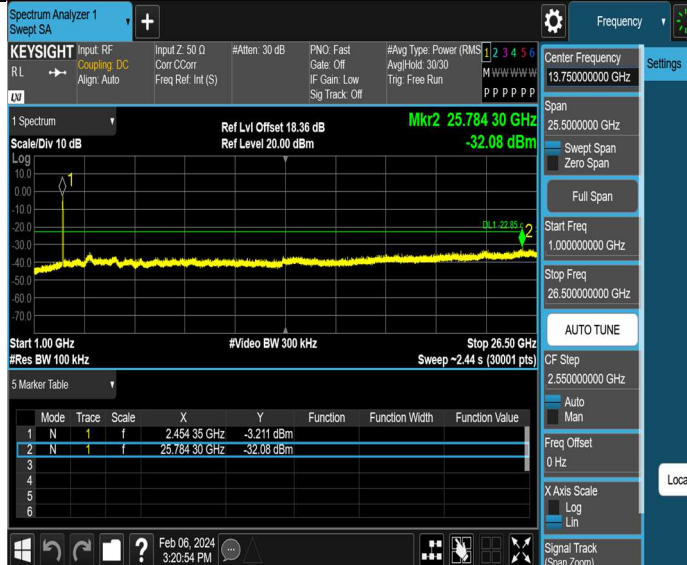 Spectrum Analyzer 1
Swept SA
+
Frequency
KEYSIGHT Input: RF Input Z: 50 Ω #Atten: 30 dB PNO: Fast #Avg Type: Power (RMS 1 2 3 4 5 6
RL Coupling: DC Corr CCorr Gate: Off Avg|Hold: 30/30 M W W W W W
Align: Auto Freq Ref: Int (S) IF Gain: Low Trig: Free Run
LXI Sig Track: Off P P P P P P
1 Spectrum
Ref Lvl Offset 18.36 dB Mkr2 25.784 30 GHz
Scale/Div 10 dB Ref Level 20.00 dBm -32.08 dBm
Log
10.0
0.00
-10.0
-20.0
-30.0
-40.0
-50.0
-60.0
-70.0
1
DL1 -22.85
2
Start 1.00 GHz #Video BW 300 kHz Stop 26.50 GHz
#Res BW 100 kHz Sweep ~2.44 s (30001 pts)
5 Marker Table
Mode Trace Scale X Y Function Function Width Function Value
1 N 1 f 2.454 35 GHz -3.211 dBm
2 N 1 f 25.784 30 GHz -32.08 dBm
3
4
5
6
Feb 06, 2024
3:20:54 PM
Center Frequency
13.750000000 GHz
Settings
Span
25.5000000 GHz
Swept Span
Zero Span
Full Span
Start Freq
1.000000000 GHz
Stop Freq
26.500000000 GHz
AUTO TUNE
CF Step
2.550000000 GHz
Auto
Man
Freq Offset
0 Hz
X Axis Scale
Log
Lin
Loca
Signal Track
(Span Zoom)